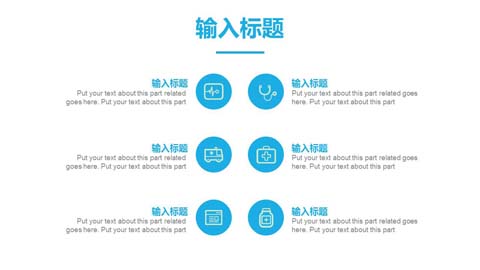 输入标题
输入标题
Put your text about this part related
goes here. Put your text about this part
输入标题
Put your text about this part related goes
here. Put your text about this part
输入标题
Put your text about this part related
goes here. Put your text about this part
输入标题
Put your text about this part related goes
here. Put your text about this part
输入标题
Put your text about this part related
goes here. Put your text about this part
输入标题
Put your text about this part related goes
here. Put your text about this part